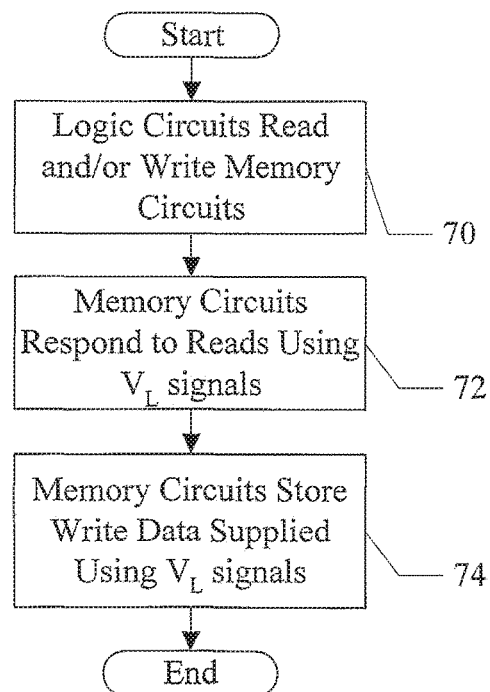 Start
Logic Circuits Read
and/or Write Memory
Circuits
70
Memory Circuits
Respond to Reads Using
V_L signals
72
Memory Circuits Store
Write Data Supplied
Using V_L signals
74
End